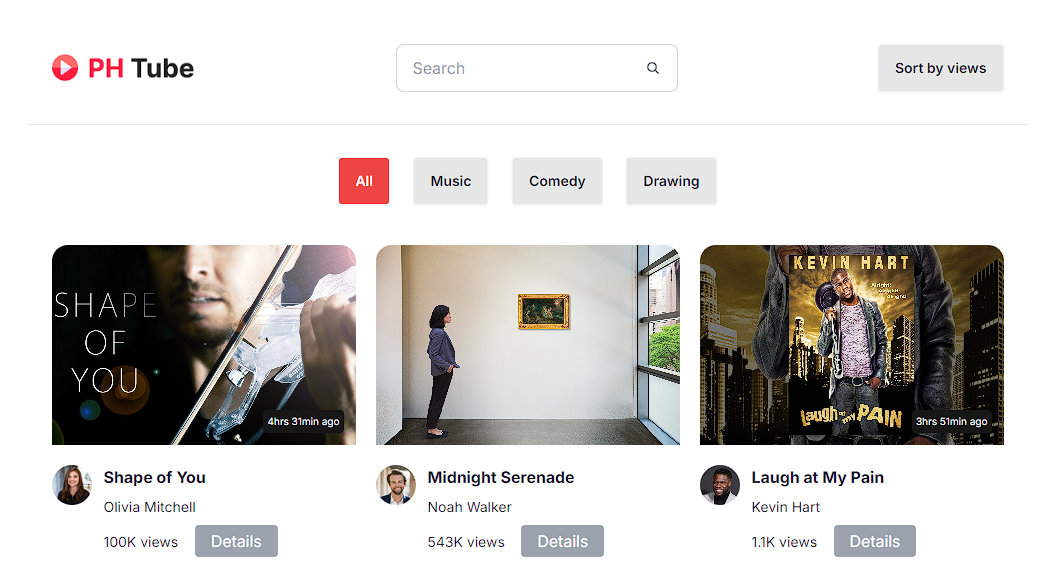 PH Tube
Search
Sort by views
All
Music
Comedy
Drawing
SHAPE
OF
YOU
4hrs 31min ago
KEVIN HART
Laugh at my PAIN
3hrs 51min ago
Shape of You
Olivia Mitchell
100K views
Details
Midnight Serenade
Noah Walker
543K views
Details
Laugh at My Pain
Kevin Hart
1.1K views
Details